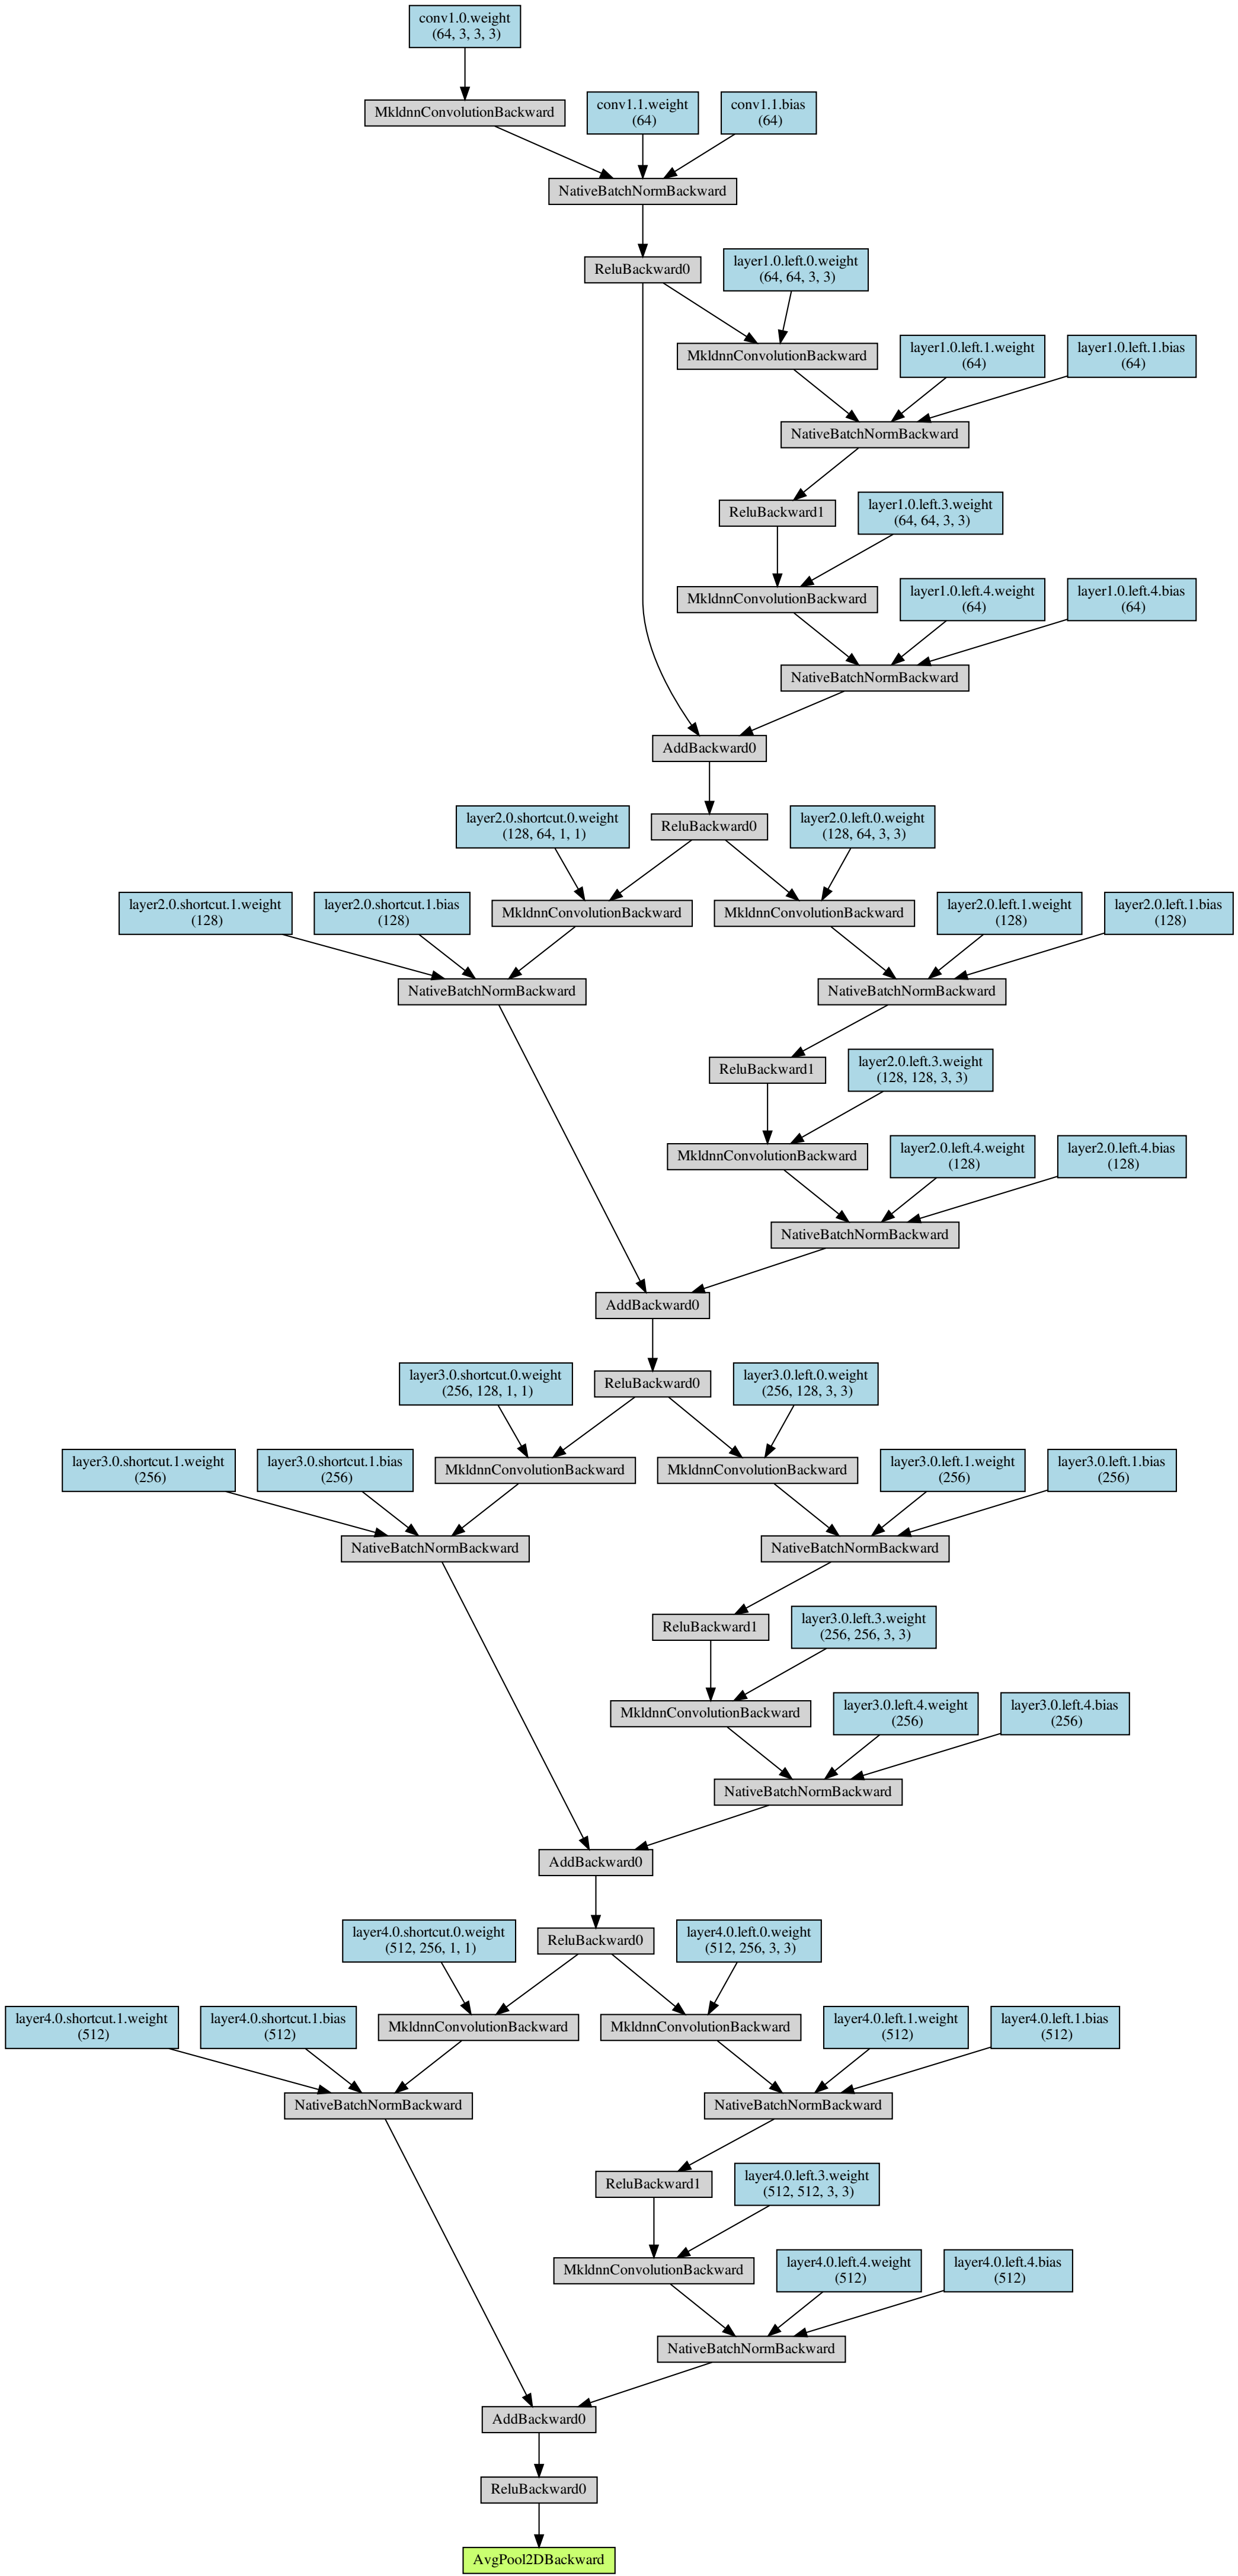 conv1.0.weight
(64, 3, 3, 3)
MkldnnConvolutionBackward
conv1.1.weight
(64)
conv1.1.bias
(64)
NativeBatchNormBackward
ReluBackward0
layer1.0.left.0.weight
(64, 64, 3, 3)
MkldnnConvolutionBackward
layer1.0.left.1.weight
(64)
layer1.0.left.1.bias
(64)
NativeBatchNormBackward
ReluBackward1
layer1.0.left.3.weight
(64, 64, 3, 3)
MkldnnConvolutionBackward
layer1.0.left.4.weight
(64)
layer1.0.left.4.bias
(64)
NativeBatchNormBackward
AddBackward0
layer2.0.shortcut.0.weight
(128, 64, 1, 1)
ReluBackward0
layer2.0.left.0.weight
(128, 64, 3, 3)
layer2.0.shortcut.1.weight
(128)
layer2.0.shortcut.1.bias
(128)
MkldnnConvolutionBackward
MkldnnConvolutionBackward
layer2.0.left.1.weight
(128)
layer2.0.left.1.bias
(128)
NativeBatchNormBackward
NativeBatchNormBackward
ReluBackward1
layer2.0.left.3.weight
(128, 128, 3, 3)
MkldnnConvolutionBackward
layer2.0.left.4.weight
(128)
layer2.0.left.4.bias
(128)
NativeBatchNormBackward
AddBackward0
layer3.0.shortcut.0.weight
(256, 128, 1, 1)
ReluBackward0
layer3.0.left.0.weight
(256, 128, 3, 3)
layer3.0.shortcut.1.weight
(256)
layer3.0.shortcut.1.bias
(256)
MkldnnConvolutionBackward
MkldnnConvolutionBackward
layer3.0.left.1.weight
(256)
layer3.0.left.1.bias
(256)
NativeBatchNormBackward
NativeBatchNormBackward
ReluBackward1
layer3.0.left.3.weight
(256, 256, 3, 3)
MkldnnConvolutionBackward
layer3.0.left.4.weight
(256)
layer3.0.left.4.bias
(256)
NativeBatchNormBackward
AddBackward0
layer4.0.shortcut.0.weight
(512, 256, 1, 1)
ReluBackward0
layer4.0.left.0.weight
(512, 256, 3, 3)
layer4.0.shortcut.1.weight
(512)
layer4.0.shortcut.1.bias
(512)
MkldnnConvolutionBackward
MkldnnConvolutionBackward
layer4.0.left.1.weight
(512)
layer4.0.left.1.bias
(512)
NativeBatchNormBackward
NativeBatchNormBackward
ReluBackward1
layer4.0.left.3.weight
(512, 512, 3, 3)
MkldnnConvolutionBackward
layer4.0.left.4.weight
(512)
layer4.0.left.4.bias
(512)
NativeBatchNormBackward
AddBackward0
ReluBackward0
AvgPool2DBackward